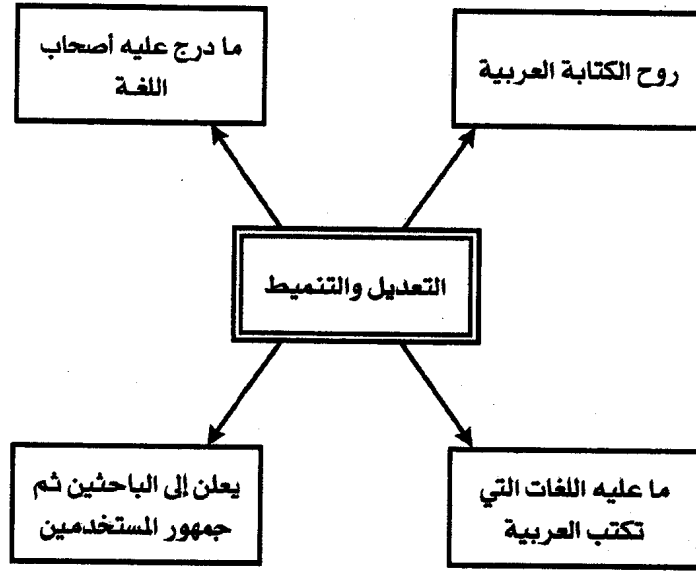 روح الكتابة العربية
ما درج عليه أصحاب
اللغة
التعديل والتنميط
ما عليه اللغات التي
تكتب العربية
يعلن إلى الباحثين ثم
جمهور المستخدمين